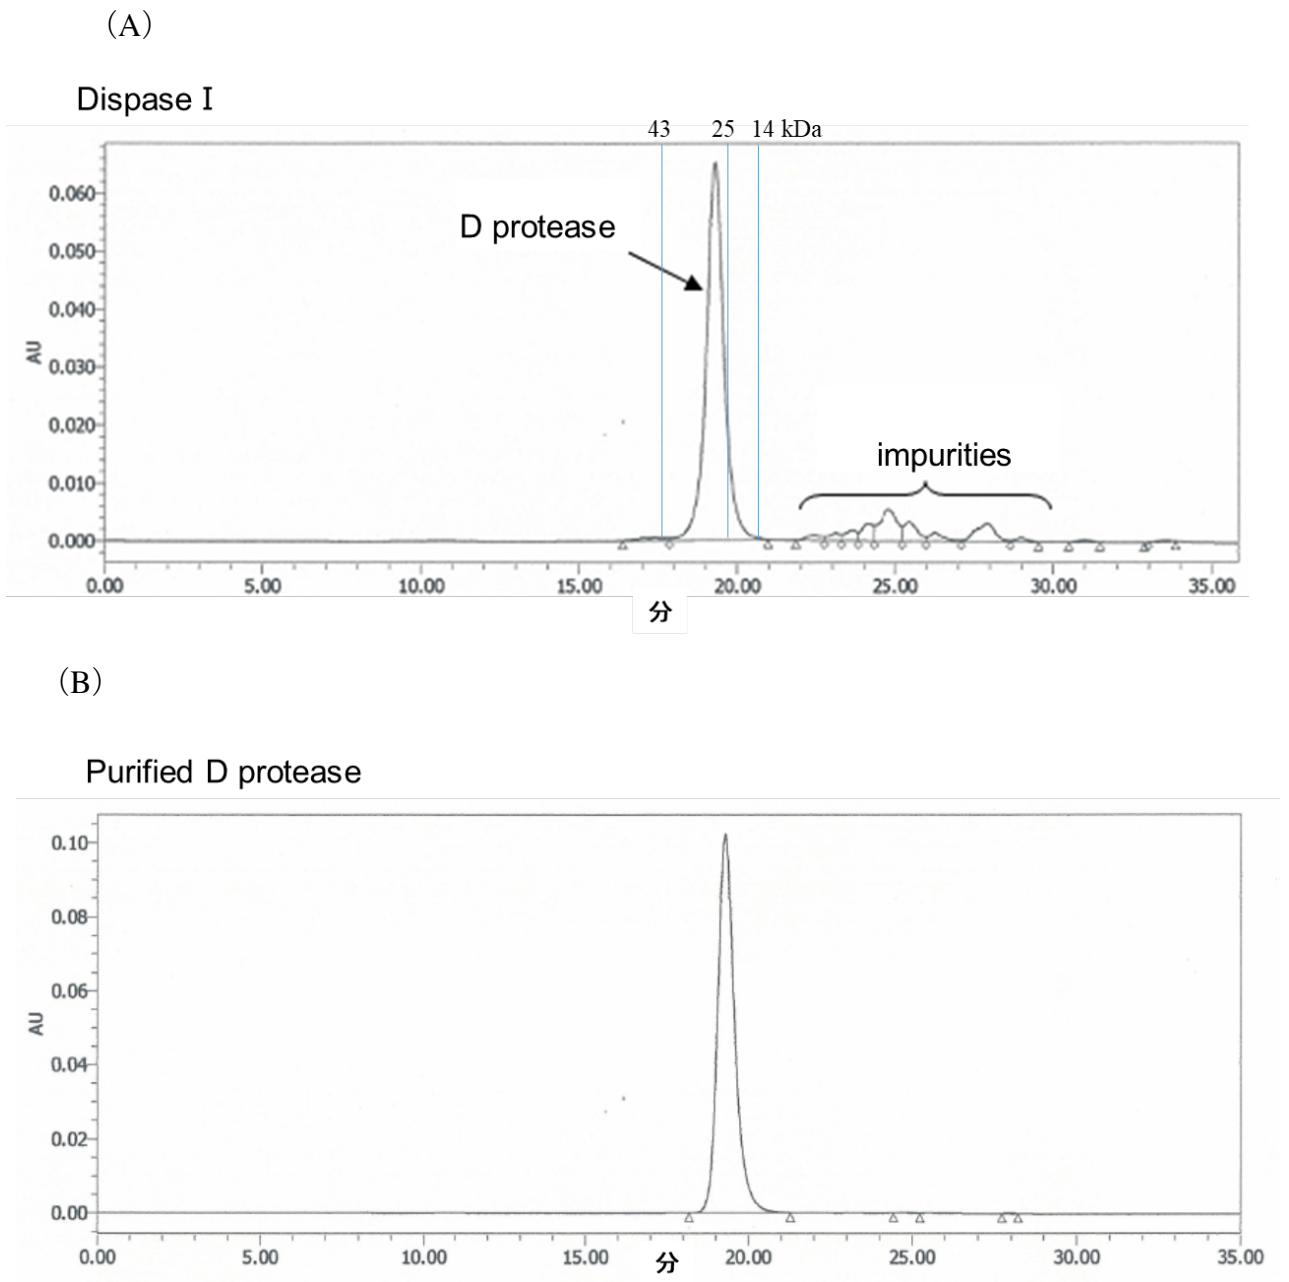 （A）
Dispase Ⅰ
43 25 14 kDa
0.060
D protease
0.050
0.040
AU
0.030
0.020
impurities
0.010
0.000
0.00 5.00 10.00 15.00 20.00 25.00 30.00 35.00
分
（B）
Purified D protease
0.10
0.08
0.06
AU
0.04
0.02
0.00
0.00 5.00 10.00 15.00 20.00 25.00 30.00 35.00
分